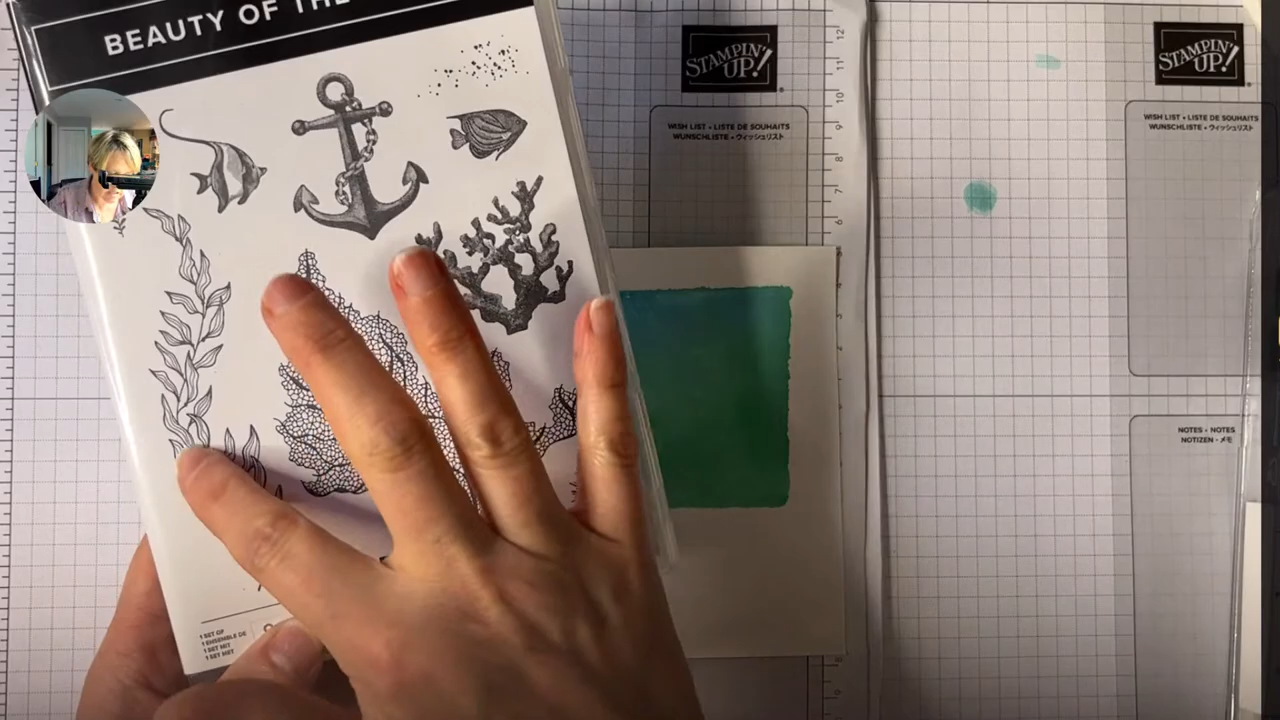 BEAUTY OF THE
1 SET OF
1 ENSEMBLE DE
1 SET MIT
1 SET MET
STAMPIN' UP!
WISH LIST • LISTE DE SOUHAITS
WUNSCHLISTE • ウィッシュリスト
12
11
10
9
8
7
6
STAMPIN' UP!
WISH LIST • LISTE DE SOUHAITS
WUNSCHLISTE • ウィッシュリスト
NOTES • NOTES
NOTIZEN • メモ